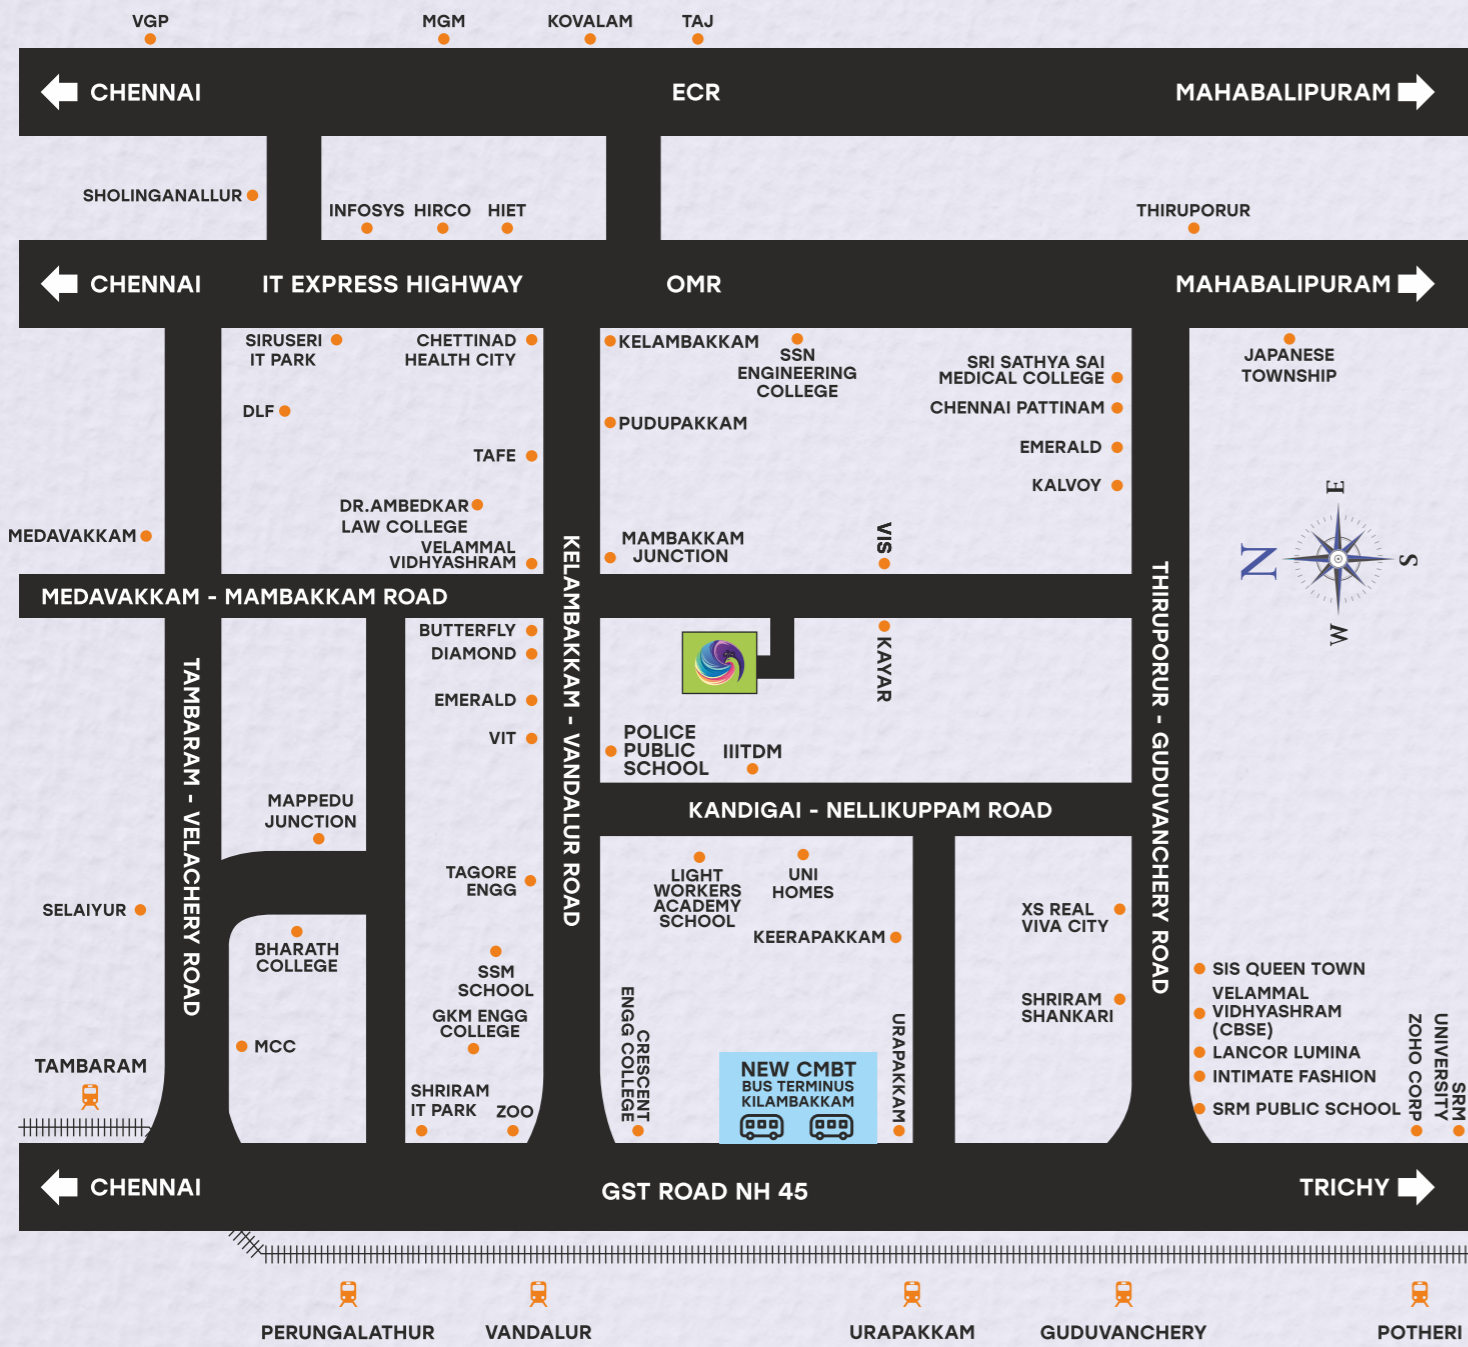 VGP
MGM
KOVALAM
TAJ
CHENNAI
ECR
MAHABALIPURAM
SHOLINGANALLUR
INFOSYS
HIRCO
HIET
THIRUPORUR
CHENNAI
IT EXPRESS HIGHWAY
OMR
MAHABALIPURAM
SIRUSERI
IT PARK
CHETTINAD
HEALTH CITY
KELAMBAKKAM
SSN
ENGINEERING
COLLEGE
SRI SATHYA SAI
MEDICAL COLLEGE
JAPANESE
TOWNSHIP
DLF
PUDUPAKKAM
CHENNAI PATTINAM
TAFE
EMERALD
KALVOY
DR.AMBEDKAR
LAW COLLEGE
MEDAVAKKAM
VELAMMAL
VIDHYASHRAM
MAMBAKKAM
JUNCTION
VIS
E
N
S
W
MEDAVAKKAM - MAMBAKKAM ROAD
KELAMBAKKAM - VANDALUR ROAD
THIRUPORUR - GUDUVANCHERY ROAD
TAMBARAM - VELACHERY ROAD
BUTTERFLY
DIAMOND
EMERALD
VIT
KAYAR
POLICE
PUBLIC
SCHOOL
IIITDM
KANDIGAI - NELLIKUPPAM ROAD
MAPPEDU
JUNCTION
TAGORE
ENGG
LIGHT
WORKERS
ACADEMY
SCHOOL
UNI
HOMES
SELAIYUR
BHARATH
COLLEGE
KEERAPAKKAM
XS REAL
VIVA CITY
SSM
SCHOOL
SIS QUEEN TOWN
VELAMMAL
VIDHYASHRAM
(CBSE)
SHRIRAM
SHANKARI
GKM ENGG
COLLEGE
MCC
LANCOR LUMINA
INTIMATE FASHION
SRM PUBLIC SCHOOL
ZOHO CORP
SRM
UNIVERSITY
TAMBARAM
SHRIRAM
IT PARK
ZOO
CRESCENT
ENGG COLLEGE
NEW CMBT
BUS TERMINUS
KILAMBAKKAM
URAPAKKAM
CHENNAI
GST ROAD NH 45
TRICHY
PERUNGALATHUR
VANDALUR
URAPAKKAM
GUDUVANCHERY
POTHERI